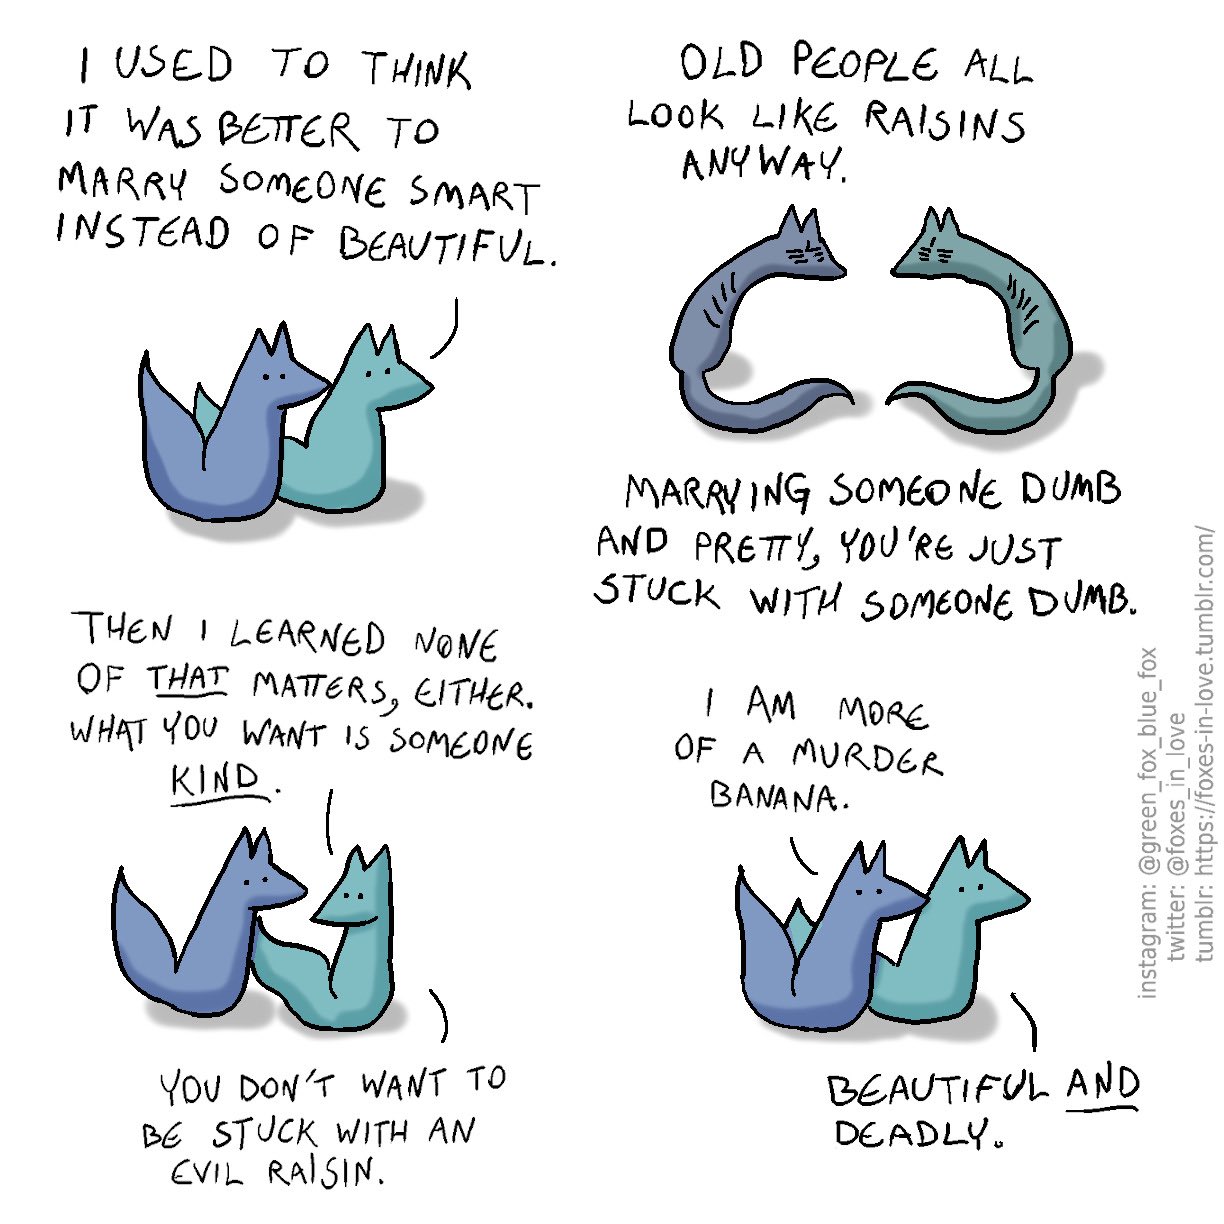 I USED TO THINK
IT WAS BETTER TO
MARRY SOMEONE SMART
INSTEAD OF BEAUTIFUL.
OLD PEOPLE ALL
LOOK LIKE RAISINS
ANYWAY.
MARRYING SOMEONE DUMB
AND PRETTY, YOU'RE JUST
STUCK WITH SOMEONE DUMB.
THEN I LEARNED NONE
OF THAT MATTERS, EITHER.
WHAT YOU WANT IS SOMEONE
KIND.
YOU DON'T WANT TO
BE STUCK WITH AN
EVIL RAISIN.
I AM MORE
OF A MURDER
BANANA.
BEAUTIFUL AND
DEADLY.
instagram: @green_fox_blue_fox
twitter: @foxes_in_love
tumblr: https://foxes-in-love.tumblr.com/